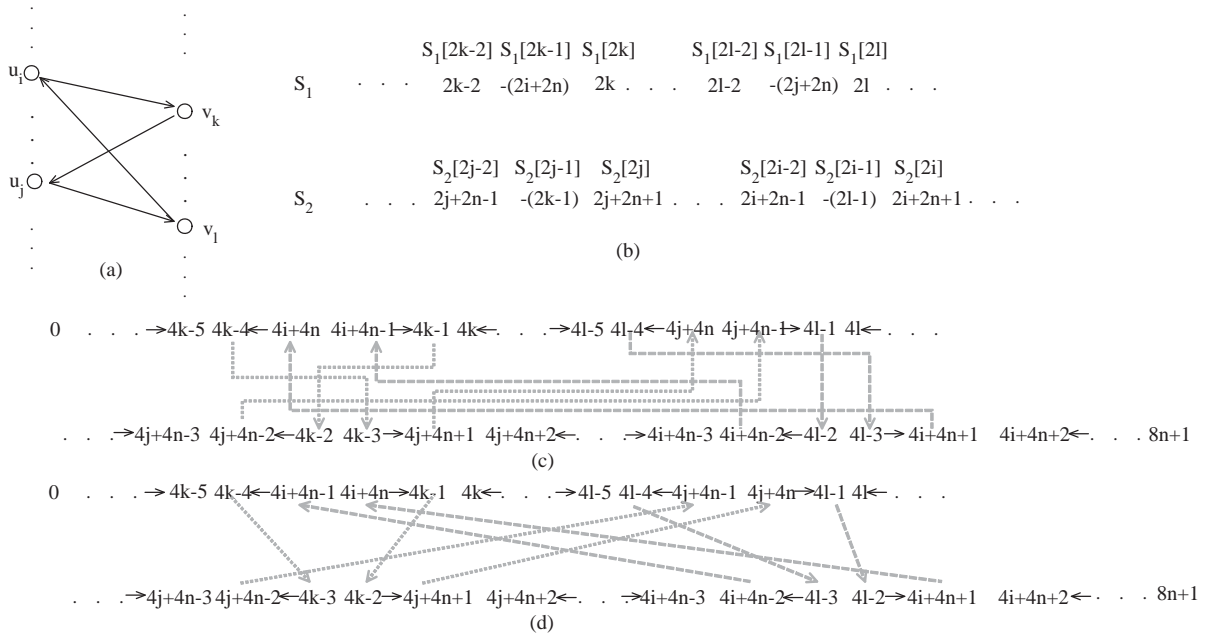 u_i
v_k
u_j
v_l
(a)
S_1[2k-2] S_1[2k-1] S_1[2k] S_1[2l-2] S_1[2l-1] S_1[2l]
S_1 . . . 2k-2 -(2i+2n) 2k . . . 2l-2 -(2j+2n) 2l . . .
S_2[2j-2] S_2[2j-1] S_2[2j] S_2[2i-2] S_2[2i-1] S_2[2i]
S_2 . . . 2j+2n-1 -(2k-1) 2j+2n+1 . . . 2i+2n-1 -(2l-1) 2i+2n+1 . . .
(b)
0 . . . 4k-5 4k-4 4i+4n 4i+4n-1 4k-1 4k . . . 4l-5 4l-4 4j+4n 4j+4n-1 4l-1 4l . . .
. . . 4j+4n-3 4j+4n-2 4k-2 4k-3 4j+4n+1 4j+4n+2 . . . 4i+4n-3 4i+4n-2 4l-2 4l-3 4i+4n+1 4i+4n+2 . . . 8n+1
(c)
0 . . . 4k-5 4k-4 4i+4n-1 4i+4n 4k-1 4k . . . 4l-5 4l-4 4j+4n-1 4j+4n 4l-1 4l . . .
. . . 4j+4n-3 4j+4n-2 4k-3 4k-2 4j+4n+1 4j+4n+2 . . . 4i+4n-3 4i+4n-2 4l-3 4l-2 4i+4n+1 4i+4n+2 . . . 8n+1
(d)